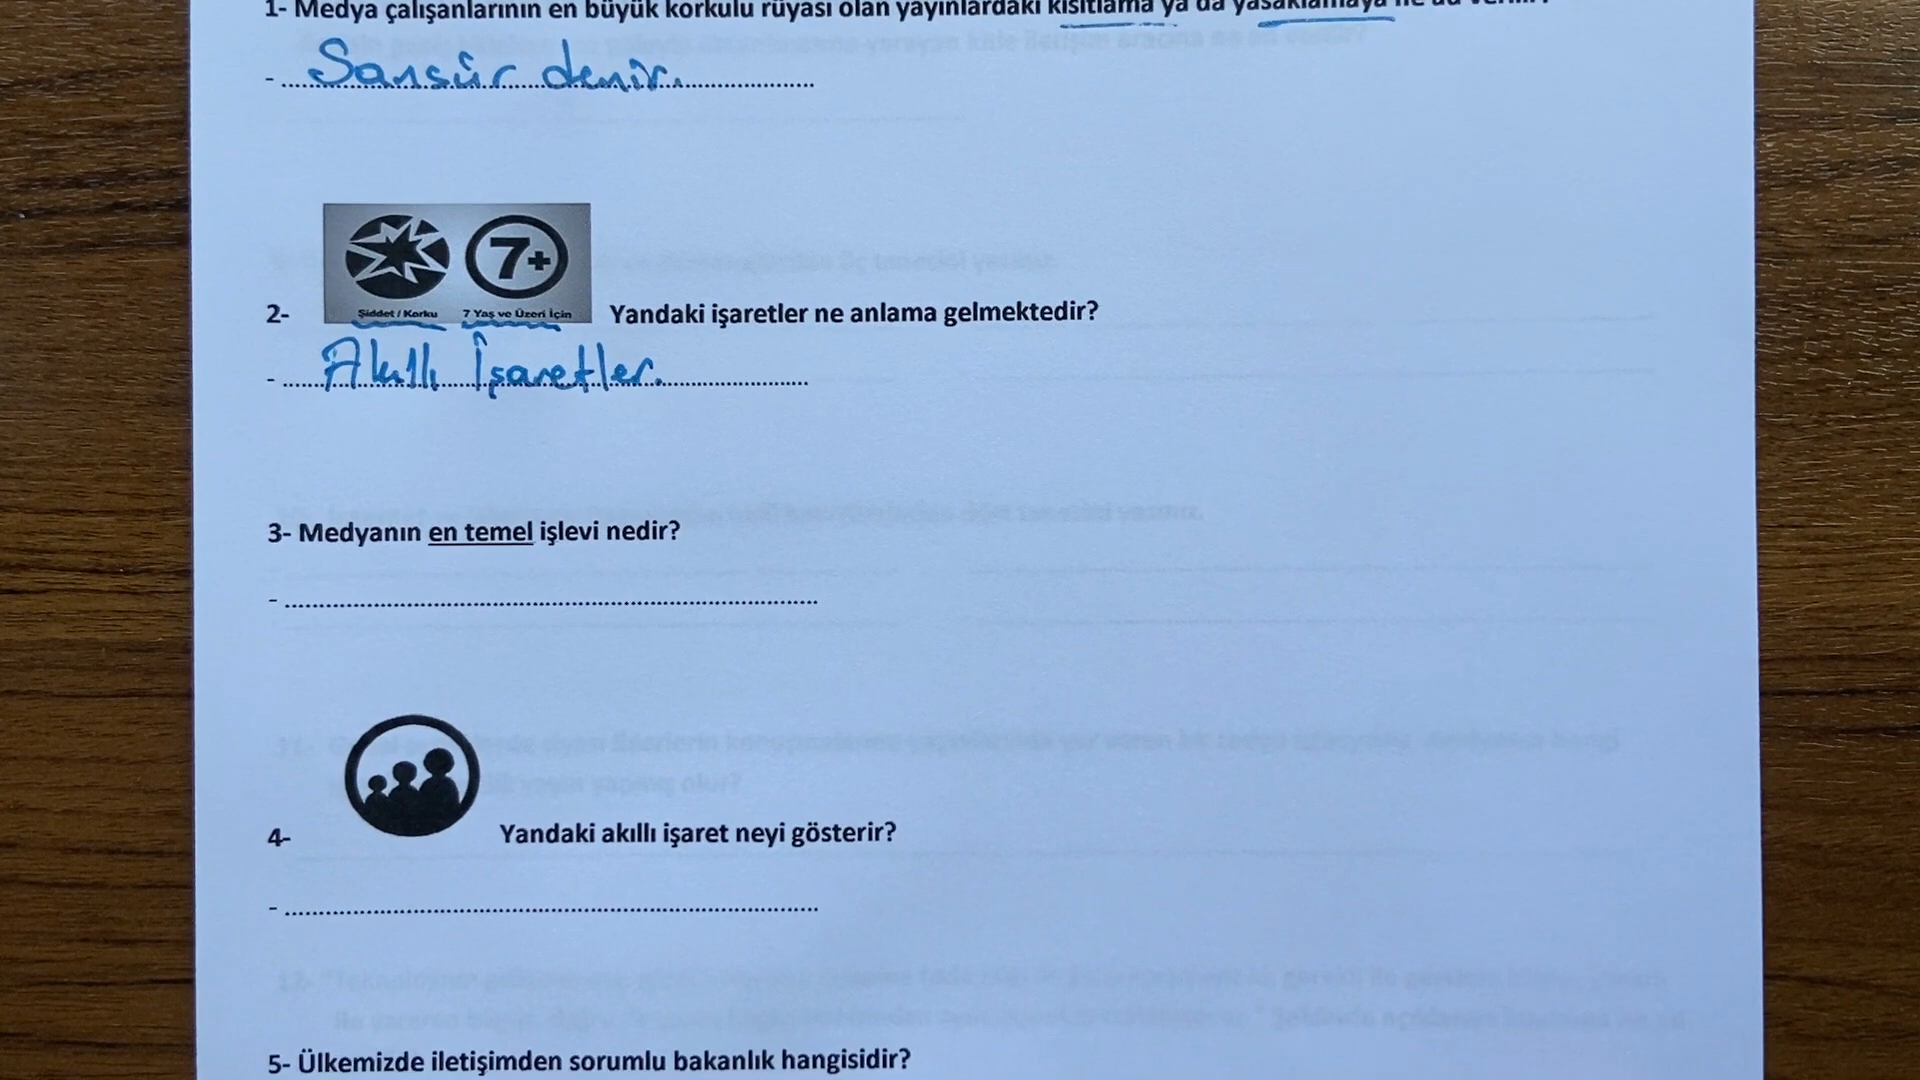 1- Medya çalışanlarının en büyük korkulu rüyası olan yayınlardaki kısıtlama ya da yasaklamaya ne ad verilir?
- Sansür denir.
7+
Şiddet / Korku 7 Yaş ve Üzeri İçin
2- Yandaki işaretler ne anlama gelmektedir?
- Akıllı İşaretler.
3- Medyanın en temel işlevi nedir?
-
4- Yandaki akıllı işaret neyi gösterir?
-
5- Ülkemizde iletişimden sorumlu bakanlık hangisidir?